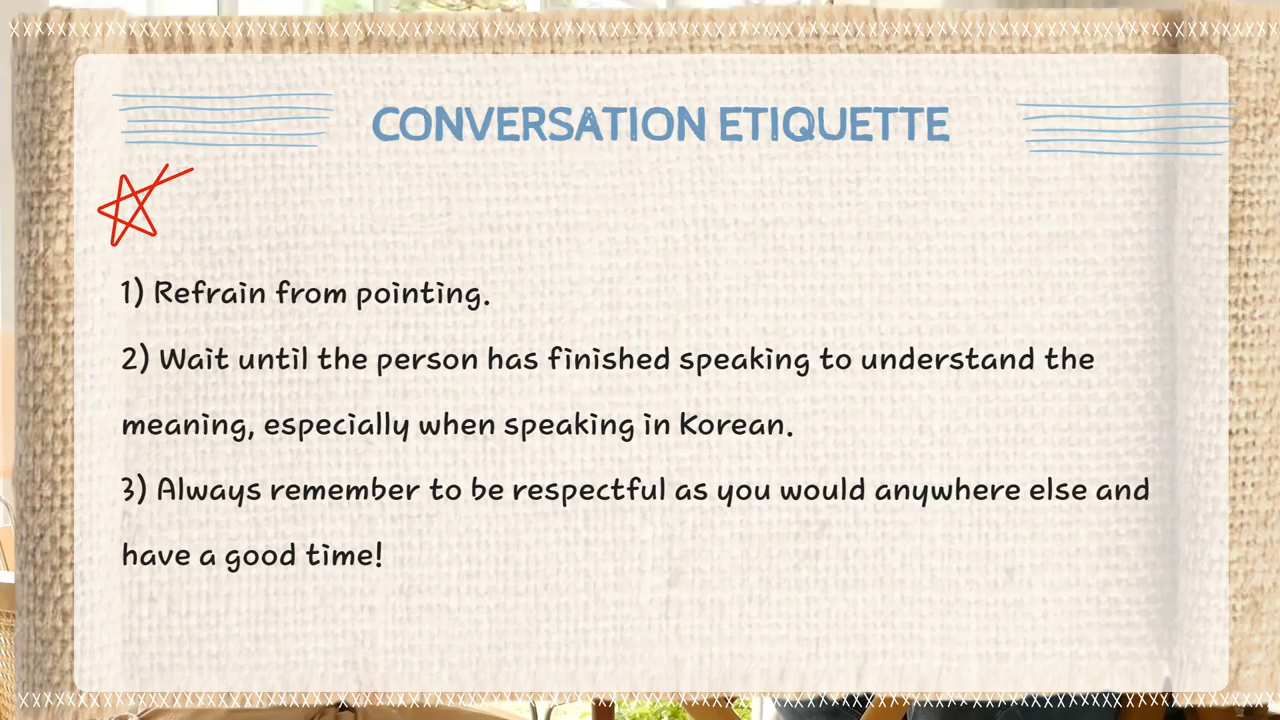 CONVERSATION ETIQUETTE
1) Refrain from pointing.
2) Wait until the person has finished speaking to understand the
meaning, especially when speaking in Korean.
3) Always remember to be respectful as you would anywhere else and
have a good time!